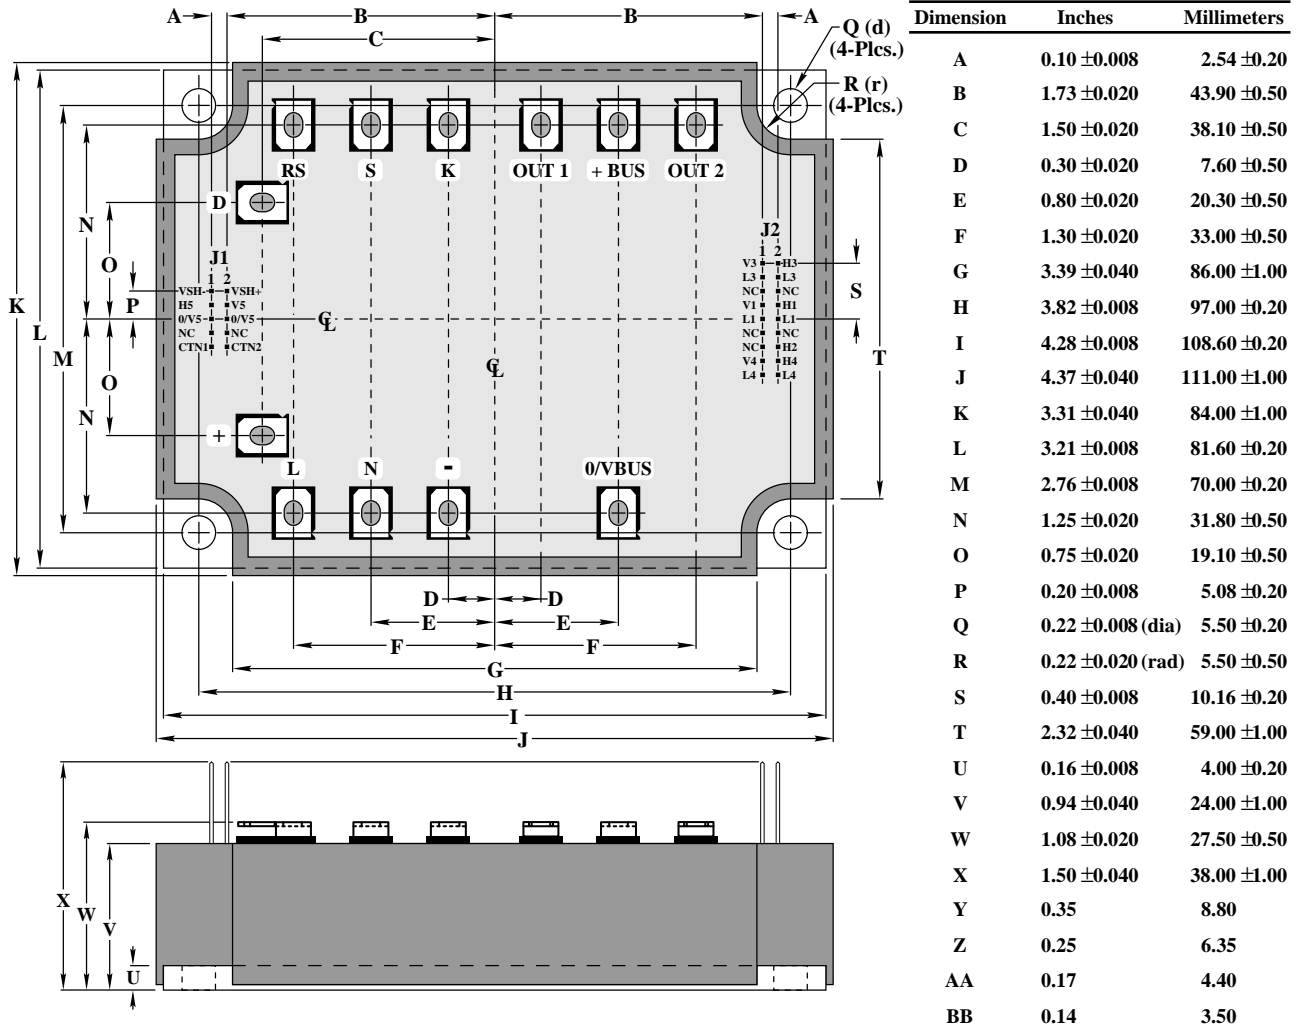 A B B A
C
Q (d)
(4-Plcs.)
R (r)
(4-Plcs.)
RS S K OUT 1 + BUS OUT 2
D
N
O
P
K
L
M
O
N
J1
1 2
VSH- VSH+
H5 V5
0/V5 0/V5
NC NC
CTN1 CTN2
CL
CL
J2
1 2
V3 H3
L3 L3
NC NC
V1 H1
L1 L1
NC NC
NC H2
V4 H4
L4 L4
S
T
+
L N - 0/VBUS
D D
E E
F F
G
H
I
J
X
W
V
U
Dimension Inches Millimeters
A 0.10 ±0.008 2.54 ±0.20
B 1.73 ±0.020 43.90 ±0.50
C 1.50 ±0.020 38.10 ±0.50
D 0.30 ±0.020 7.60 ±0.50
E 0.80 ±0.020 20.30 ±0.50
F 1.30 ±0.020 33.00 ±0.50
G 3.39 ±0.040 86.00 ±1.00
H 3.82 ±0.008 97.00 ±0.20
I 4.28 ±0.008 108.60 ±0.20
J 4.37 ±0.040 111.00 ±1.00
K 3.31 ±0.040 84.00 ±1.00
L 3.21 ±0.008 81.60 ±0.20
M 2.76 ±0.008 70.00 ±0.20
N 1.25 ±0.020 31.80 ±0.50
O 0.75 ±0.020 19.10 ±0.50
P 0.20 ±0.008 5.08 ±0.20
Q 0.22 ±0.008 (dia) 5.50 ±0.20
R 0.22 ±0.020 (rad) 5.50 ±0.50
S 0.40 ±0.008 10.16 ±0.20
T 2.32 ±0.040 59.00 ±1.00
U 0.16 ±0.008 4.00 ±0.20
V 0.94 ±0.040 24.00 ±1.00
W 1.08 ±0.020 27.50 ±0.50
X 1.50 ±0.040 38.00 ±1.00
Y 0.35 8.80
Z 0.25 6.35
AA 0.17 4.40
BB 0.14 3.50